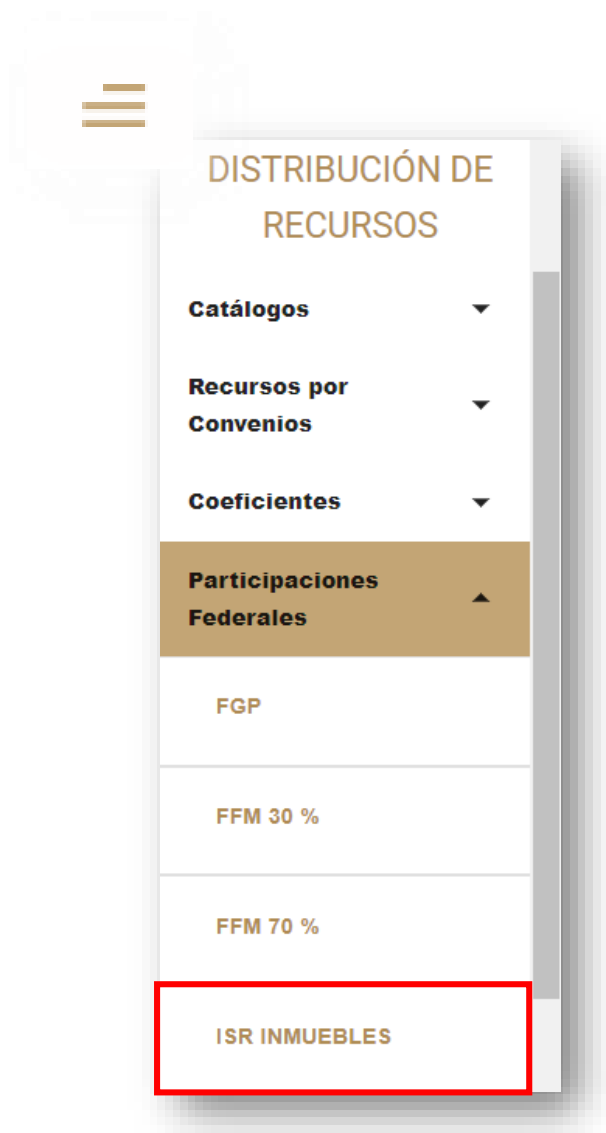 DISTRIBUCIÓN DE
RECURSOS
Catálogos
Recursos por
Convenios
Coeficientes
Participaciones
Federales
FGP
FFM 30 %
FFM 70 %
ISR INMUEBLES